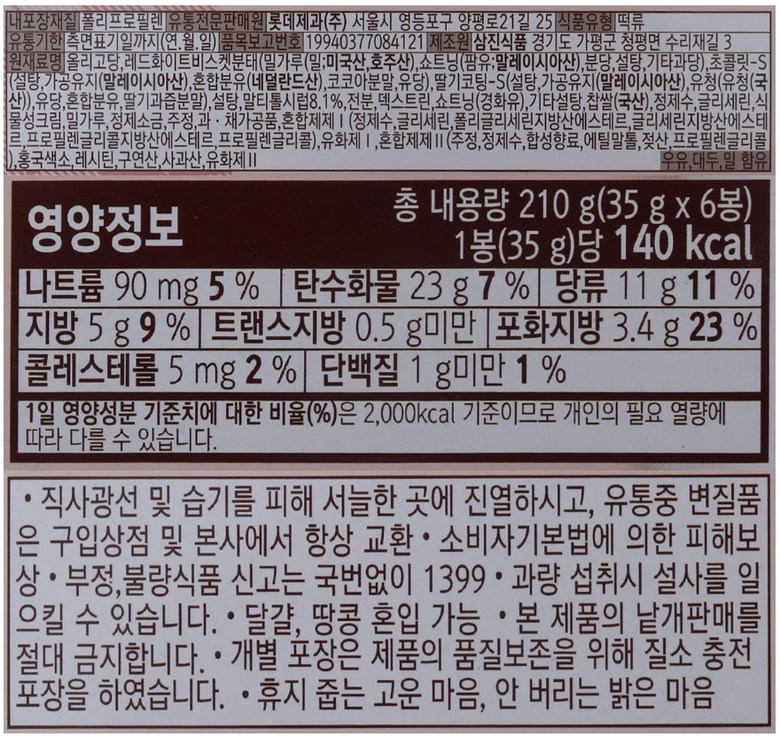 내포장재질 폴리프로필렌 유통전문판매원 롯데제과(주) 서울시 영등포구 양평로21길 25 식품유형 떡류
유통기한 측면표기일까지(연.월.일) 품목보고번호 19940377084121 제조원 삼진식품 경기도 가평군 청평면 수리재길 3
원재료명 올리고당,레드화이트비스켓분태(밀가루(밀:미국산,호주산),쇼트닝(팜유:말레이시아산),분당,설탕,기타과당),초콜릿-S
(설탕,가공유지(말레이시아산),혼합분유(네덜란드산),코코아분말,유당),딸기코팅-S(설탕,가공유지(말레이시아산),유청(유청(국
산)),유당,혼합분유,딸기과즙분말),설탕,말티톨시럽8.1%,전분,덱스트린,쇼트닝(경화유),기타설탕,찹쌀(국산),정제수,글리세린,식
물성크림,밀가루,정제소금,주정,과·채가공품,혼합제제Ⅰ(정제수,글리세린,폴리글리세린지방산에스테르,글리세린지방산에스테
르,프로필렌글리콜지방산에스테르,프로필렌글리콜),유화제Ⅰ,혼합제제Ⅱ(주정,정제수,합성향료,에틸말톨,젖산,프로필렌글리콜
),홍국색소,레시틴,구연산,사과산,유화제Ⅱ 우유,대두,밀 함유
영양정보
총 내용량 210 g(35 g x 6봉)
1봉(35 g)당 140 kcal
나트륨 90 mg 5 % 탄수화물 23 g 7 % 당류 11 g 11 %
지방 5 g 9 % 트랜스지방 0.5 g미만 포화지방 3.4 g 23 %
콜레스테롤 5 mg 2 % 단백질 1 g미만 1 %
1일 영양성분 기준치에 대한 비율(%)은 2,000kcal 기준이므로 개인의 필요 열량에
따라 다를 수 있습니다.
• 직사광선 및 습기를 피해 서늘한 곳에 진열하시고, 유통중 변질품
은 구입상점 및 본사에서 항상 교환 • 소비자기본법에 의한 피해보
상 • 부정,불량식품 신고는 국번없이 1399 • 과량 섭취시 설사를 일
으킬 수 있습니다. • 달걀, 땅콩 혼입 가능 • 본 제품의 낱개판매를
절대 금지합니다. • 개별 포장은 제품의 품질보존을 위해 질소 충전
포장을 하였습니다. • 휴지 줍는 고운 마음, 안 버리는 밝은 마음